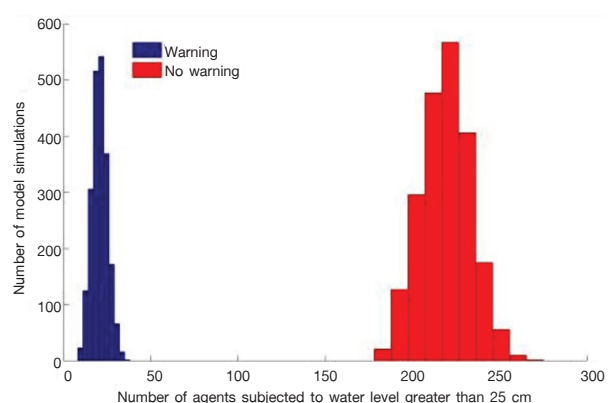 600
500
400
300
200
100
0
Number of model simulations
Warning
No warning
0 50 100 150 200 250 300
Number of agents subjected to water level greater than 25 cm